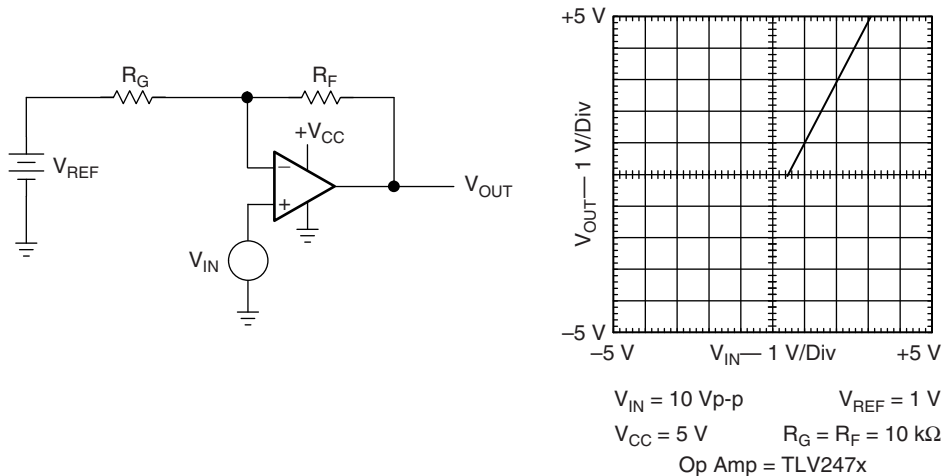 R_G
R_F
+V_CC
V_REF
−
+
V_OUT
V_IN
+5 V
V_OUT — 1 V/Div
−5 V
−5 V
V_IN — 1 V/Div
+5 V
V_IN = 10 Vp-p V_REF = 1 V
V_CC = 5 V R_G = R_F = 10 kΩ
Op Amp = TLV247x